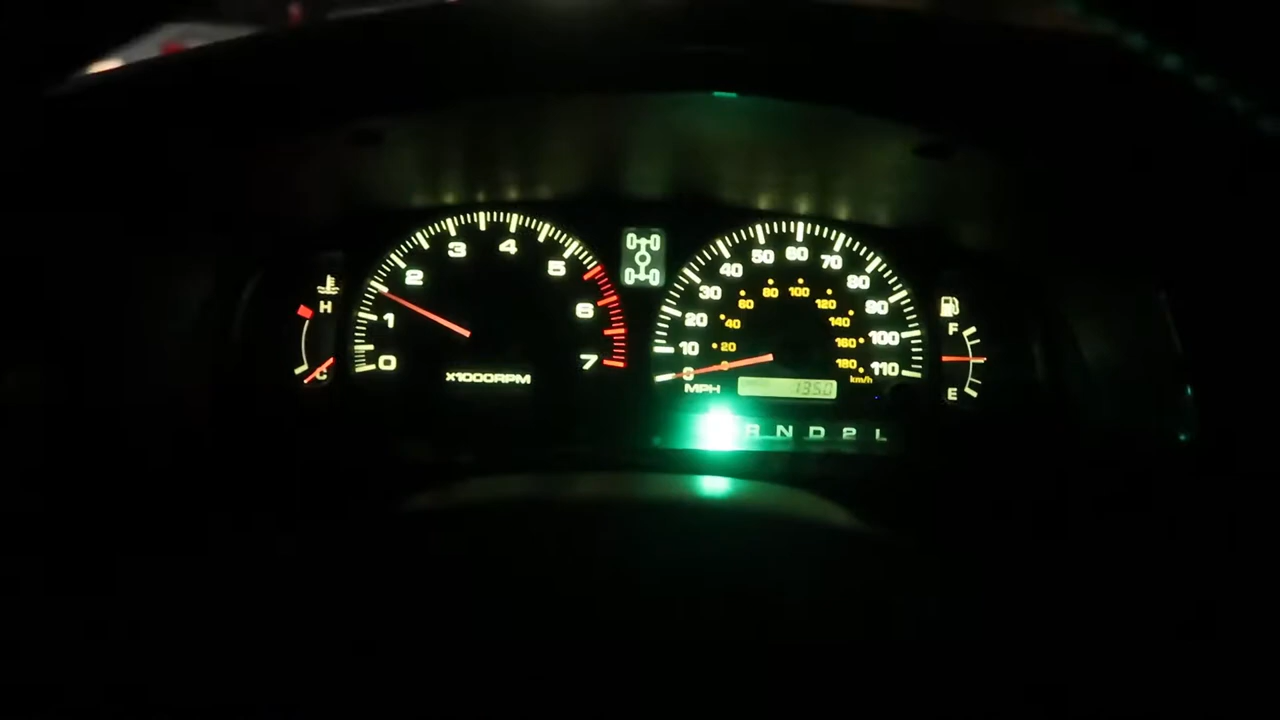 H
C
0 1 2 3 4 5 6 7
X1000RPM
0 10 20 30 40 50 60 70 80 90 100 110
20 40 60 80 100 120 140 160 180
km/h
MPH
135.0
R N D 2 L
F
E